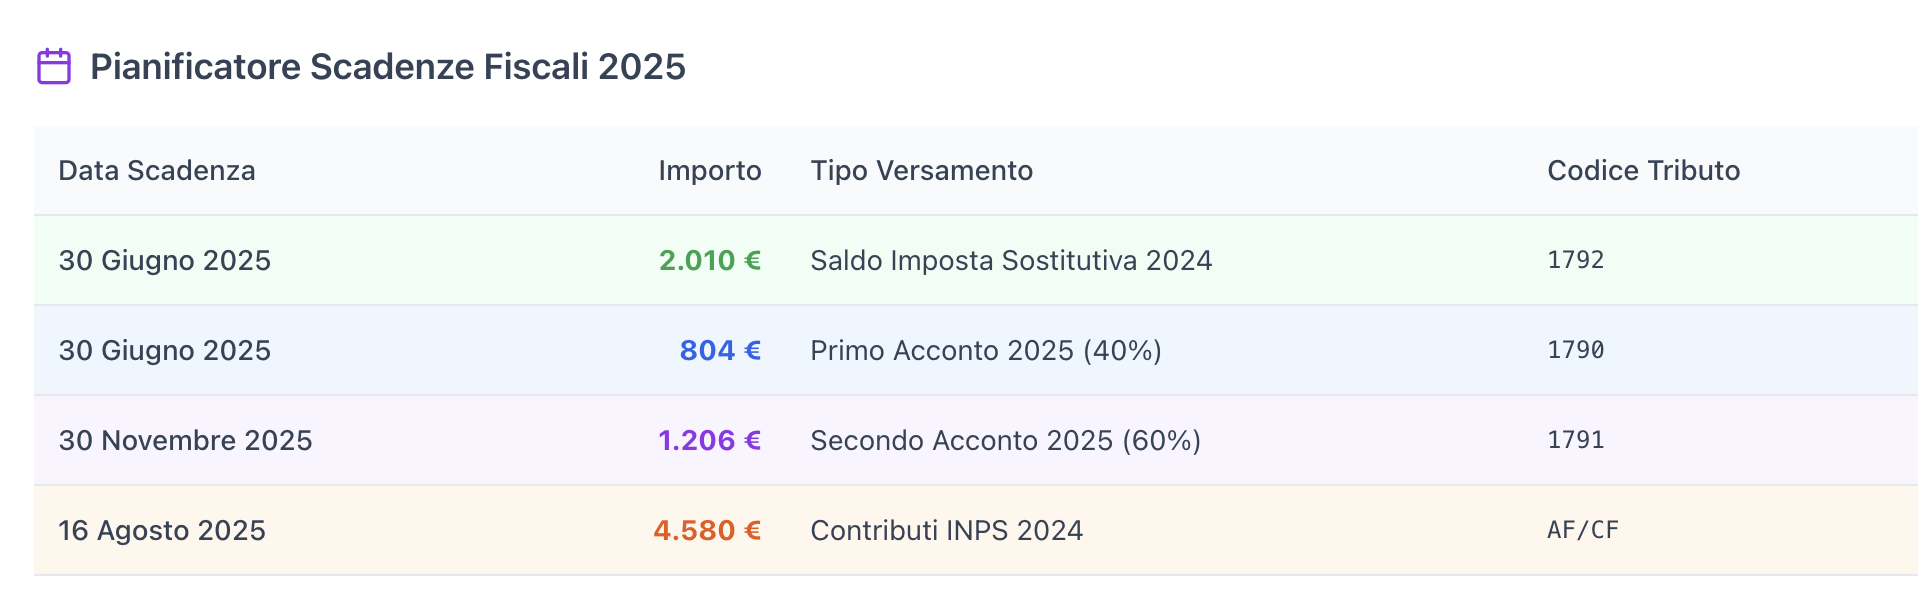 Pianificatore Scadenze Fiscali 2025
Data Scadenza Importo Tipo Versamento Codice Tributo
30 Giugno 2025 2.010 € Saldo Imposta Sostitutiva 2024 1792
30 Giugno 2025 804 € Primo Acconto 2025 (40%) 1790
30 Novembre 2025 1.206 € Secondo Acconto 2025 (60%) 1791
16 Agosto 2025 4.580 € Contributi INPS 2024 AF/CF